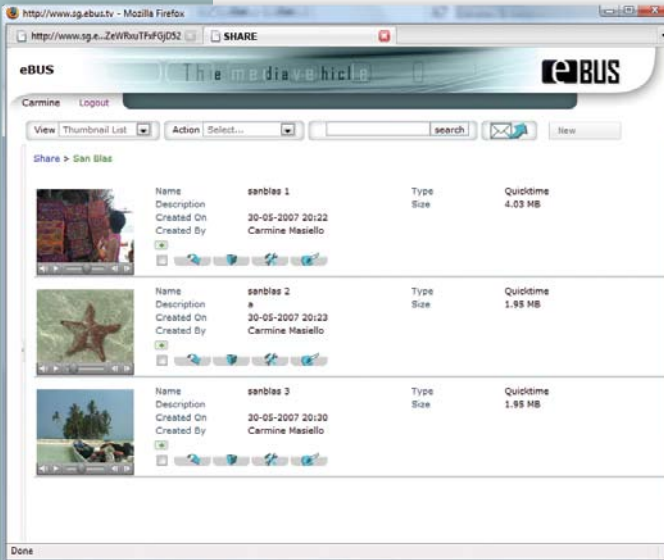 http://www.sg.ebus.tv - Mozilla Firefox
http://www.sg.e...ZeWRxuTFvFGjD52 SHARE
eBUS The media vehicle eBUS
Carmine Logout
View Thumbnail List Action Select... search New
Share > San Blas
Name sanblas 1 Type Quicktime
Description Size 4.03 MB
Created On 30-05-2007 20:22
Created By Carmine Masiello
Name sanblas 2 Type Quicktime
Description a Size 1.95 MB
Created On 30-05-2007 20:23
Created By Carmine Masiello
Name sanblas 3 Type Quicktime
Description Size 1.95 MB
Created On 30-05-2007 20:30
Created By Carmine Masiello
Done